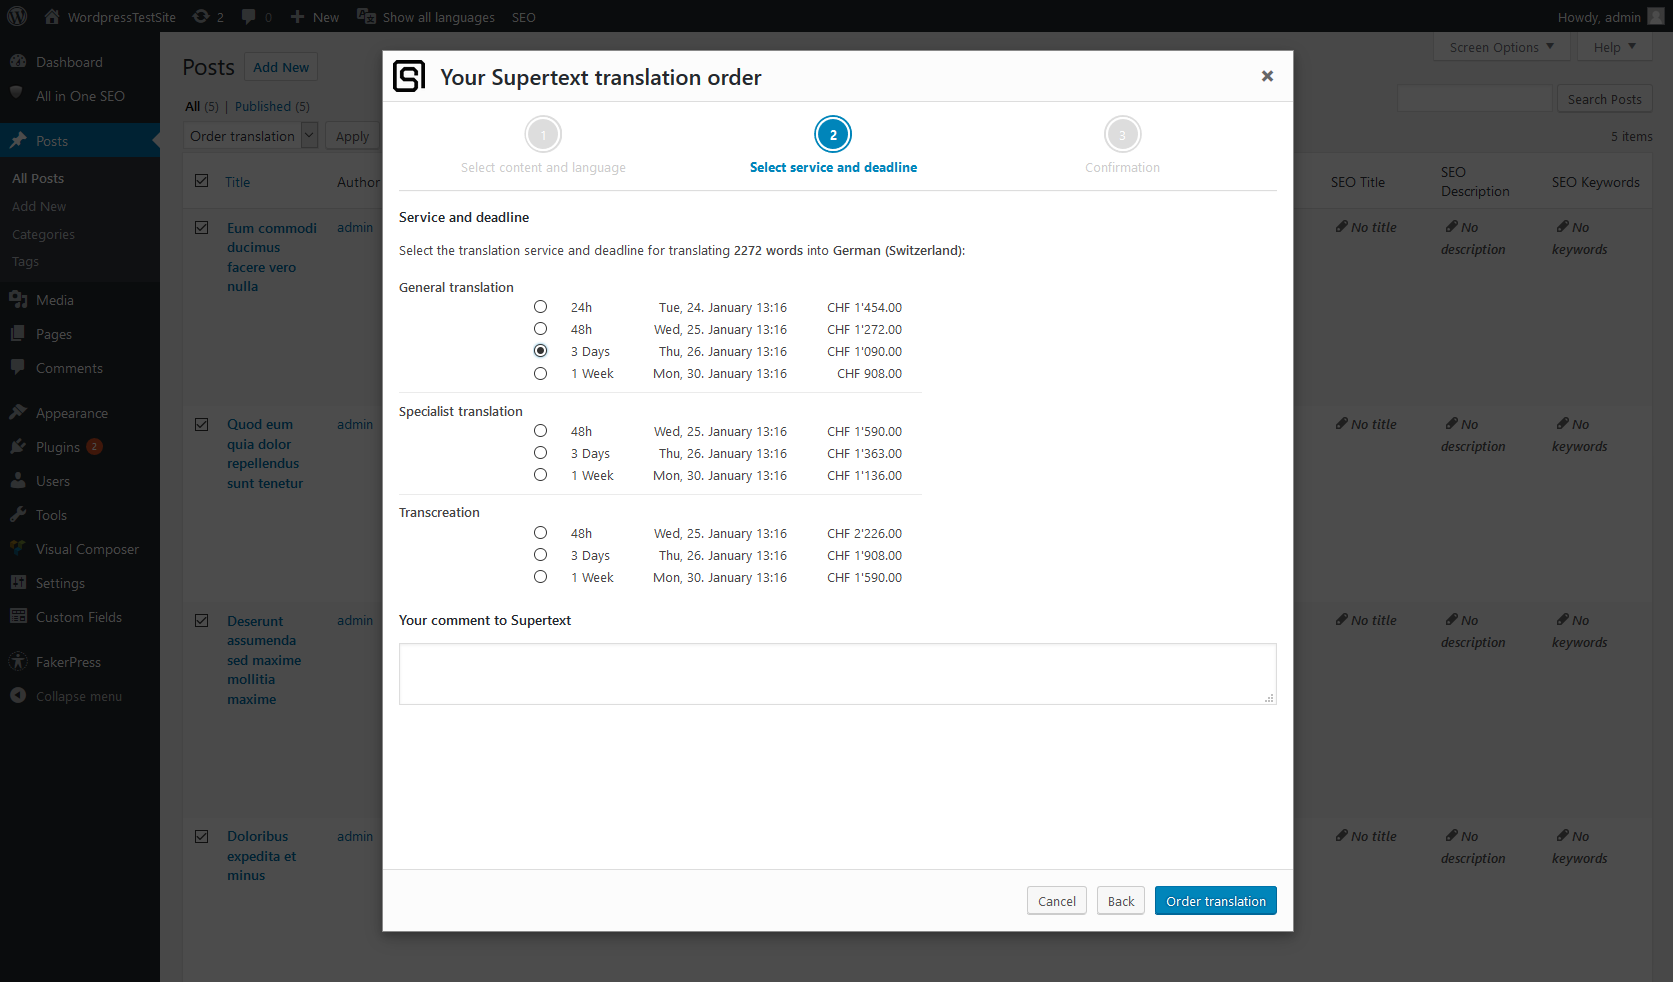 WordpressTestSite 2 0 New Show all languages SEO Howdy, admin
Dashboard
All in One SEO
Posts
All Posts
Add New
Categories
Tags
Media
Pages
Comments
Appearance
Plugins 2
Users
Tools
Visual Composer
Settings
Custom Fields
FakerPress
Collapse menu
Screen Options Help
Posts Add New
All (5) | Published (5)
Search Posts
Order translation Apply
5 items
Title Author SEO Title SEO Description SEO Keywords
Eum commodi
ducimus
facere vero
nulla
admin
No title
No
description
No
keywords
Quod eum
quia dolor
repellendus
sunt tenetur
admin
No title
No
description
No
keywords
Deserunt
assumenda
sed maxime
mollitia
maxime
admin
No title
No
description
No
keywords
Doloribus
expedita et
minus
admin
No title
No
description
No
keywords
S Your Supertext translation order
1 2 3
Select content and language Select service and deadline Confirmation
Service and deadline
Select the translation service and deadline for translating 2272 words into German (Switzerland):
General translation
24h Tue, 24. January 13:16 CHF 1'454.00
48h Wed, 25. January 13:16 CHF 1'272.00
3 Days Thu, 26. January 13:16 CHF 1'090.00
1 Week Mon, 30. January 13:16 CHF 908.00
Specialist translation
48h Wed, 25. January 13:16 CHF 1'590.00
3 Days Thu, 26. January 13:16 CHF 1'363.00
1 Week Mon, 30. January 13:16 CHF 1'136.00
Transcreation
48h Wed, 25. January 13:16 CHF 2'226.00
3 Days Thu, 26. January 13:16 CHF 1'908.00
1 Week Mon, 30. January 13:16 CHF 1'590.00
Your comment to Supertext
Cancel Back Order translation